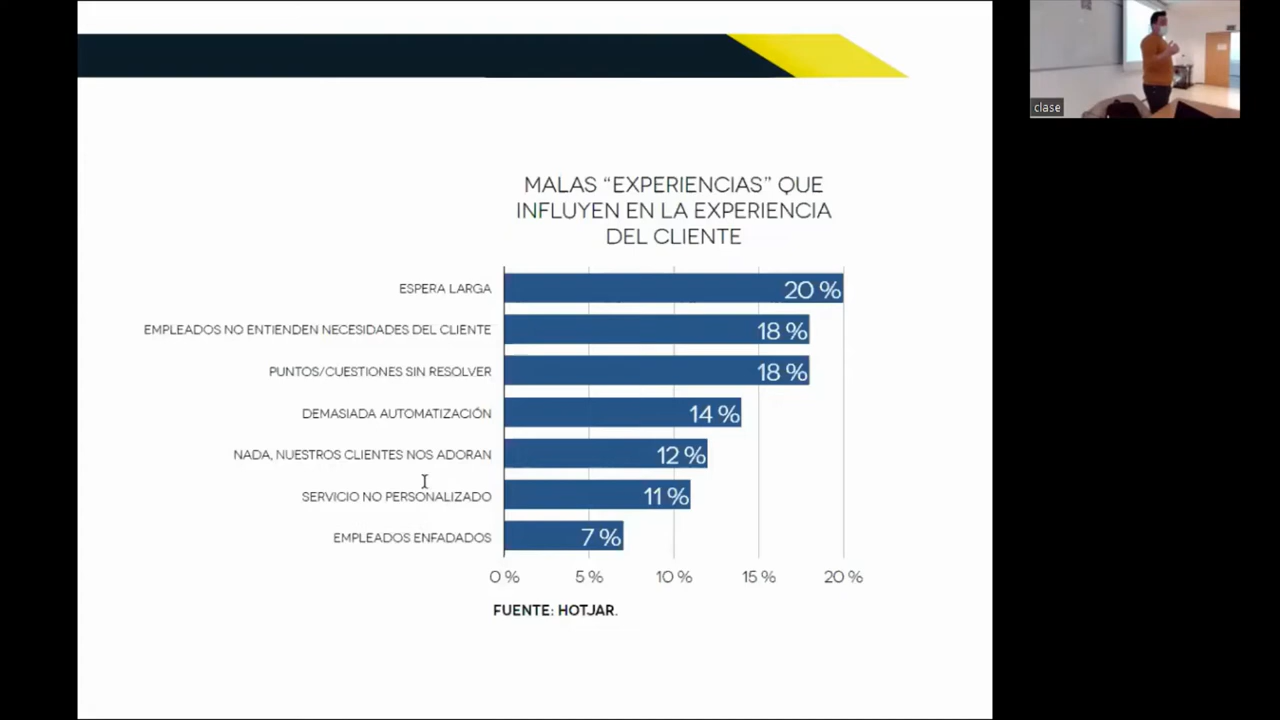 clase
MALAS “EXPERIENCIAS” QUE
INFLUYEN EN LA EXPERIENCIA
DEL CLIENTE
ESPERA LARGA
20 %
EMPLEADOS NO ENTIENDEN NECESIDADES DEL CLIENTE
18 %
PUNTOS/CUESTIONES SIN RESOLVER
18 %
DEMASIADA AUTOMATIZACIÓN
14 %
NADA, NUESTROS CLIENTES NOS ADORAN
12 %
SERVICIO NO PERSONALIZADO
11 %
EMPLEADOS ENFADADOS
7 %
0 % 5 % 10 % 15 % 20 %
FUENTE: HOTJAR.